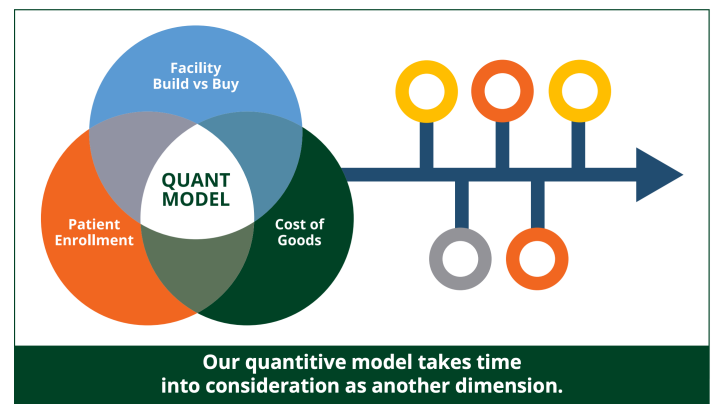 Facility
Build vs Buy
QUANT
MODEL
Patient
Enrollment
Cost of
Goods
Our quantitive model takes time
into consideration as another dimension.